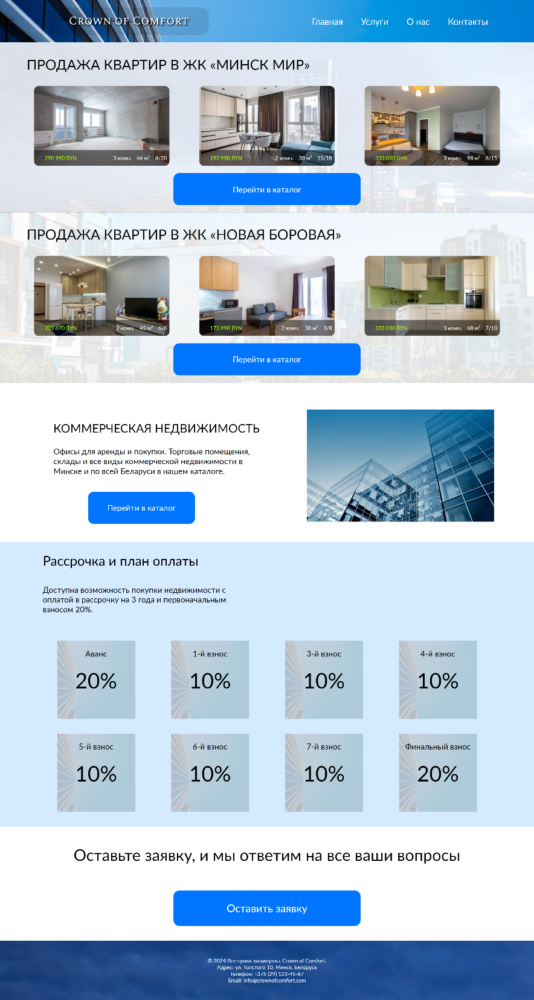 Crown of Comfort
Главная Услуги О нас Контакты
ПРОДАЖА КВАРТИР В ЖК «МИНСК МИР»
290 990 BYN 3 комн. 64 м² 4/20
193 998 BYN 2 комн. 38 м² 15/18
333 030 BYN 3 комн. 98 м² 8/15
Перейти в каталог
ПРОДАЖА КВАРТИР В ЖК «НОВАЯ БОРОВАЯ»
etagi
201 670 BYN 2 комн. 45 м² 6/6
173 998 BYN 2 комн. 38 м² 3/8
333 030 BYN 3 комн. 68 м² 7/10
Перейти в каталог
КОММЕРЧЕСКАЯ НЕДВИЖИМОСТЬ
Офисы для аренды и покупки. Торговые помещения,
склады и все виды коммерческой недвижимости в
Минске и по всей Беларуси в нашем каталоге.
Перейти в каталог
Рассрочка и план оплаты
Доступна возможность покупки недвижимости с
оплатой в рассрочку на 3 года и первоначальным
взносом 20%.
Аванс
20%
1-й взнос
10%
3-й взнос
10%
4-й взнос
10%
5-й взнос
10%
6-й взнос
10%
7-й взнос
10%
Финальный взнос
20%
Оставьте заявку, и мы ответим на все ваши вопросы
Оставить заявку
© 2024 Все права защищены. Crown of Comfort.
Адрес: ул. Толстого 10, Минск, Беларусь
Телефон: +375 (29) 123-45-67
Email: info@crownofcomfort.com